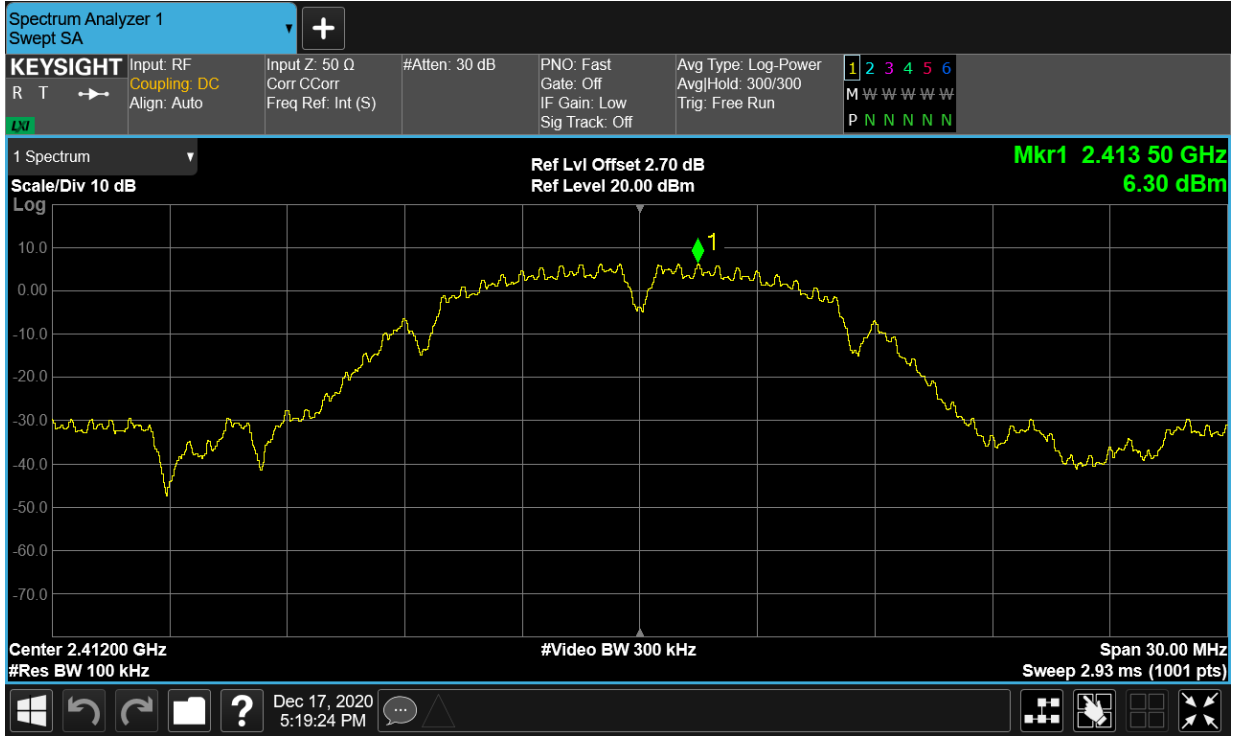 Spectrum Analyzer 1
Swept SA
KEYSIGHT
R T
LXI
Input: RF
Coupling: DC
Align: Auto
Input Z: 50 Ω
Corr CCorr
Freq Ref: Int (S)
#Atten: 30 dB
PNO: Fast
Gate: Off
IF Gain: Low
Sig Track: Off
Avg Type: Log-Power
Avg|Hold: 300/300
Trig: Free Run
1 2 3 4 5 6
M W W W W W
P N N N N N
1 Spectrum
Scale/Div 10 dB
Ref Lvl Offset 2.70 dB
Ref Level 20.00 dBm
Mkr1 2.413 50 GHz
6.30 dBm
Log
1
10.0
0.00
-10.0
-20.0
-30.0
-40.0
-50.0
-60.0
-70.0
Center 2.41200 GHz
#Res BW 100 kHz
#Video BW 300 kHz
Span 30.00 MHz
Sweep 2.93 ms (1001 pts)
?
Dec 17, 2020
5:19:24 PM